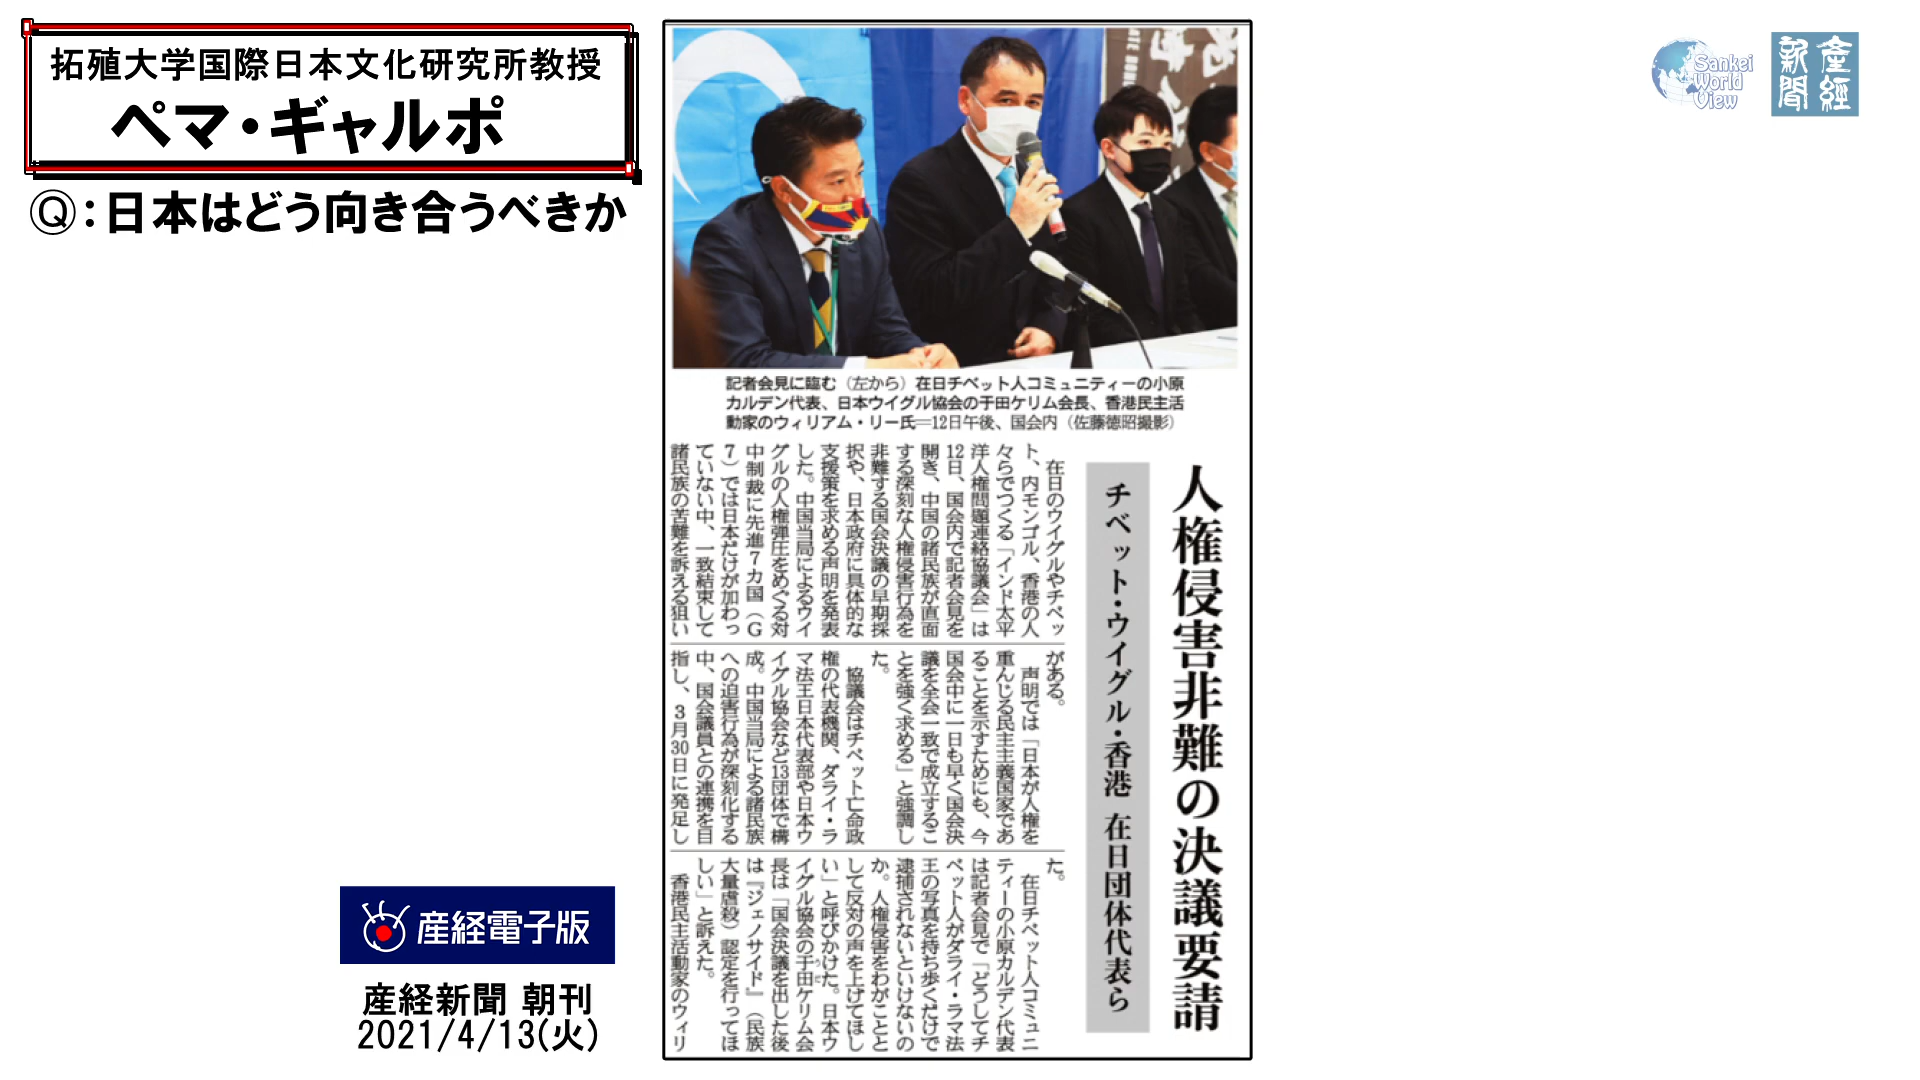 拓殖大学国際日本文化研究所教授
ペマ・ギャルポ
Ⓠ：日本はどう向き合うべきか
Sankei
World
View
産経
新聞
記者会見に臨む（左から）在日チベット人コミュニティーの小原
カルデン代表、日本ウイグル協会の于田ケリム会長、香港民主活
動家のウィリアム・リー氏＝12日午後、国会内（佐藤徳昭撮影）
人権侵害非難の決議要請
チベット・ウイグル・香港 在日団体代表ら
在日のウイグルやチベッ
ト、内モンゴル、香港の人
々らでつくる「インド太平
洋人権問題連絡協議会」は
12日、国会内で記者会見を
開き、中国の諸民族が直面
する深刻な人権侵害行為を
非難する国会決議の早期採
択や、日本政府に具体的な
支援策を求める声明を発表
した。中国当局によるウイ
グルの人権弾圧をめぐる対
中制裁に先進7カ国（G
7）では日本だけが加わっ
ていない中、一致結束して
諸民族の苦難を訴える狙い
がある。
声明では「日本が人権を
重んじる民主主義国家であ
ることを示すためにも、今
国会中に一日も早く国会決
議を全会一致で成立するこ
とを強く求める」と強調し
た。
協議会はチベット亡命政
権の代表機関、ダライ・ラ
マ法王日本代表部や日本ウ
イグル協会など13団体で構
成。中国当局による諸民族
への迫害行為が深刻化する
中、国会議員との連携を目
指し、3月30日に発足し
た。
在日チベット人コミュニ
ティーの小原カルデン代表
は記者会見で「どうしてチ
ベット人がダライ・ラマ法
王の写真を持ち歩くだけで
逮捕されないといけないの
か。人権侵害をわがことと
して反対の声を上げてほし
い」と呼びかけた。日本ウ
イグル協会の于田ケリム会
長は「国会決議を出した後
は『ジェノサイド』（民族
大量虐殺）認定を行ってほ
しい」と訴えた。
香港民主活動家のウィリ
産経電子版
産経新聞 朝刊
2021/4/13(火)